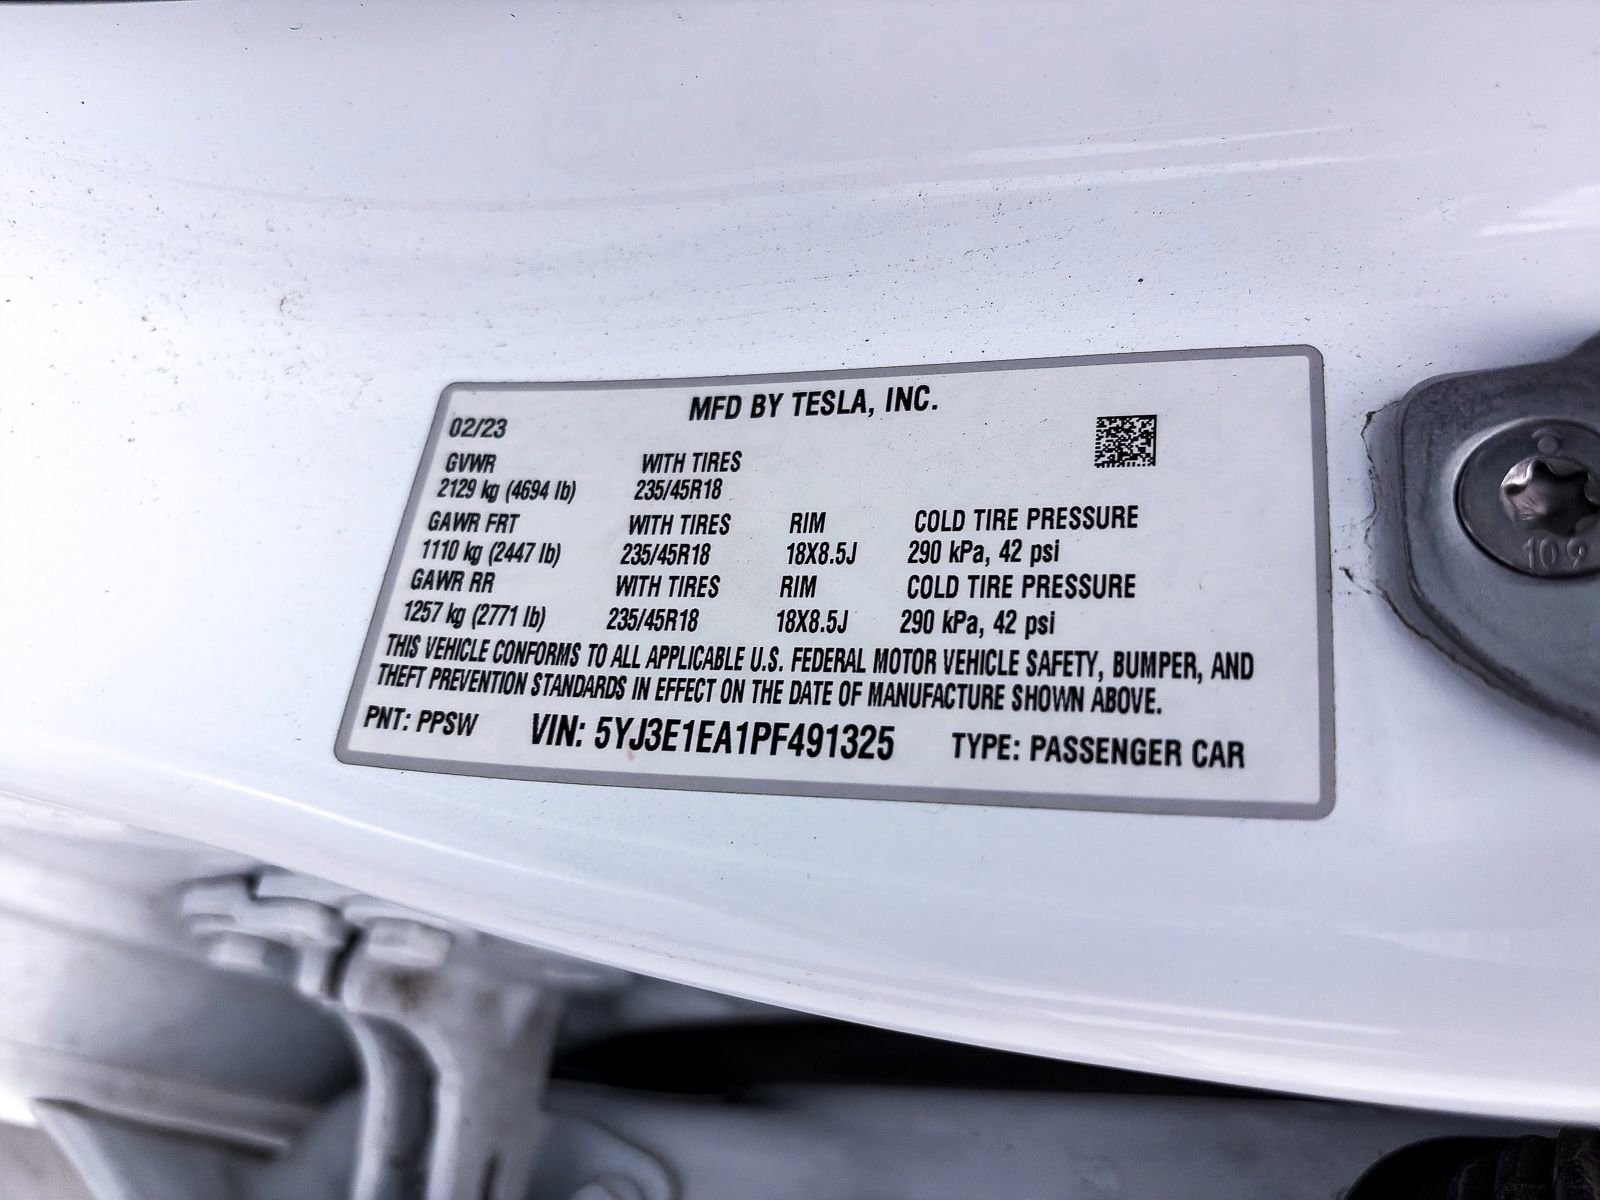 MFD BY TESLA, INC.
02/23
GVWR WITH TIRES
2129 kg (4694 lb) 235/45R18
GAWR FRT WITH TIRES RIM COLD TIRE PRESSURE
1110 kg (2447 lb) 235/45R18 18X8.5J 290 kPa, 42 psi
GAWR RR WITH TIRES RIM COLD TIRE PRESSURE
1257 kg (2771 lb) 235/45R18 18X8.5J 290 kPa, 42 psi
THIS VEHICLE CONFORMS TO ALL APPLICABLE U.S. FEDERAL MOTOR VEHICLE SAFETY, BUMPER, AND
THEFT PREVENTION STANDARDS IN EFFECT ON THE DATE OF MANUFACTURE SHOWN ABOVE.
PNT: PPSW VIN: 5YJ3E1EA1PF491325 TYPE: PASSENGER CAR
10.9